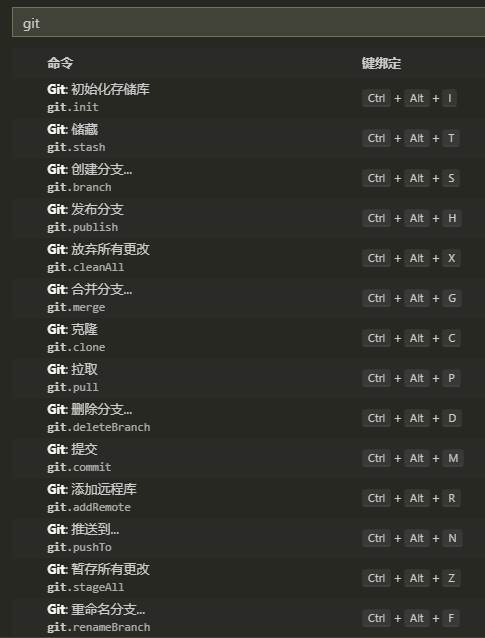 git
命令 键绑定
Git: 初始化存储库 Ctrl + Alt + I
git.init
Git: 储藏 Ctrl + Alt + T
git.stash
Git: 创建分支... Ctrl + Alt + S
git.branch
Git: 发布分支 Ctrl + Alt + H
git.publish
Git: 放弃所有更改 Ctrl + Alt + X
git.cleanAll
Git: 合并分支... Ctrl + Alt + G
git.merge
Git: 克隆 Ctrl + Alt + C
git.clone
Git: 拉取 Ctrl + Alt + P
git.pull
Git: 删除分支... Ctrl + Alt + D
git.deleteBranch
Git: 提交 Ctrl + Alt + M
git.commit
Git: 添加远程库 Ctrl + Alt + R
git.addRemote
Git: 推送到... Ctrl + Alt + N
git.pushTo
Git: 暂存所有更改 Ctrl + Alt + Z
git.stageAll
Git: 重命名分支... Ctrl + Alt + F
git.renameBranch